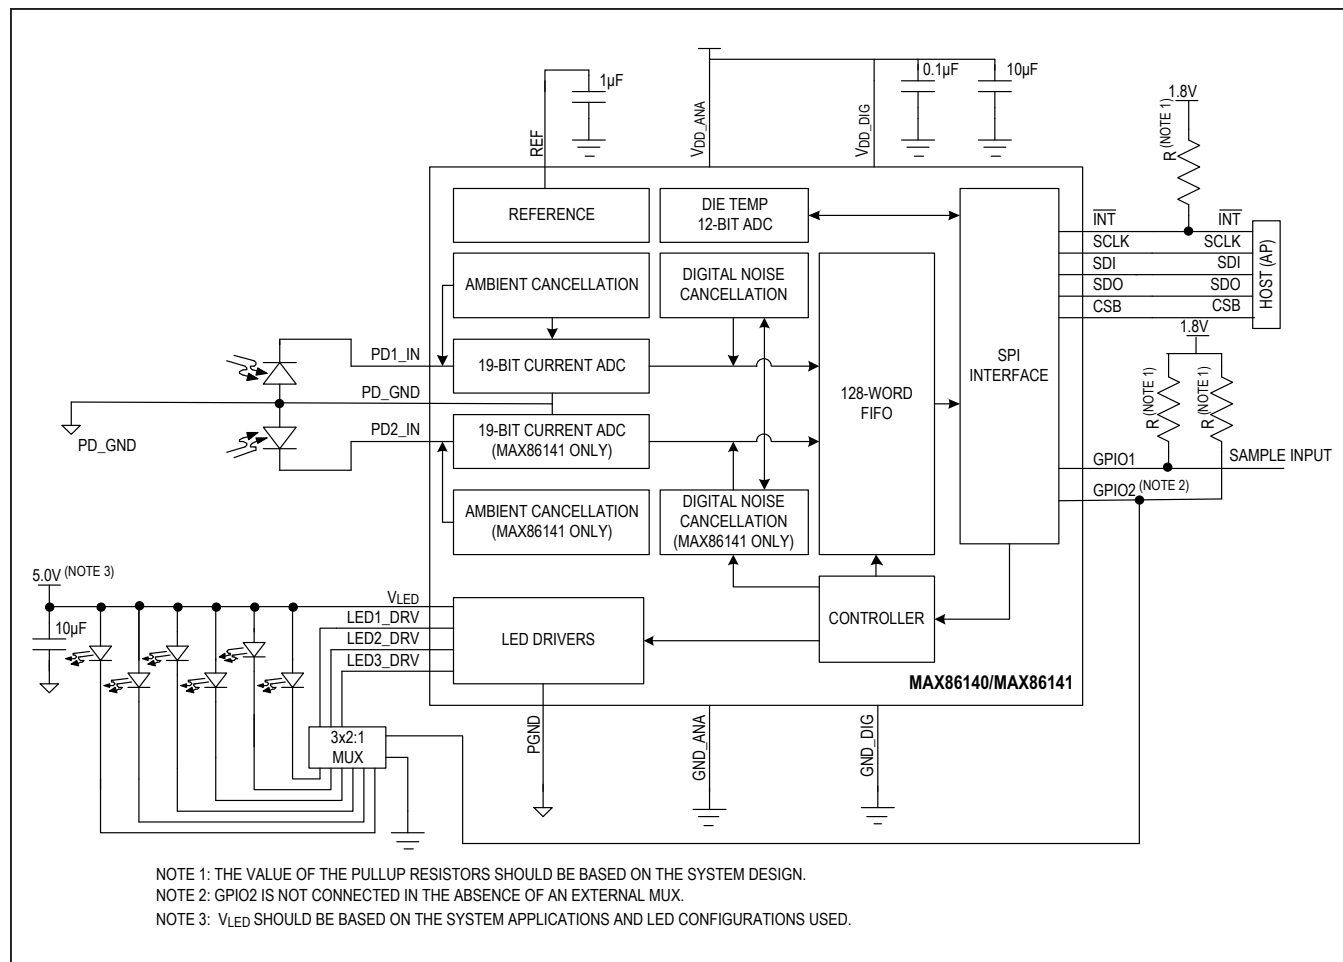 1µF
0.1µF
10µF
1.8V
R (NOTE 1)
REF
VDD_ANA
VDD_DIG
REFERENCE
DIE TEMP
12-BIT ADC
INT
INT
SCLK
SCLK
SDI
SDI
SDO
SDO
CSB
CSB
HOST (AP)
AMBIENT CANCELLATION
DIGITAL NOISE
CANCELLATION
1.8V
R (NOTE 1)
R (NOTE 1)
PD1_IN
19-BIT CURRENT ADC
SPI
INTERFACE
128-WORD
FIFO
PD_GND
PD_GND
PD2_IN
19-BIT CURRENT ADC
(MAX86141 ONLY)
GPIO1
SAMPLE INPUT
GPIO2 (NOTE 2)
AMBIENT CANCELLATION
(MAX86141 ONLY)
DIGITAL NOISE
CANCELLATION
(MAX86141 ONLY)
5.0V (NOTE 3)
10µF
VLED
LED1_DRV
LED2_DRV
LED3_DRV
LED DRIVERS
CONTROLLER
MAX86140/MAX86141
3x2:1
MUX
PGND
GND_ANA
GND_DIG
NOTE 1: THE VALUE OF THE PULLUP RESISTORS SHOULD BE BASED ON THE SYSTEM DESIGN.
NOTE 2: GPIO2 IS NOT CONNECTED IN THE ABSENCE OF AN EXTERNAL MUX.
NOTE 3: VLED SHOULD BE BASED ON THE SYSTEM APPLICATIONS AND LED CONFIGURATIONS USED.